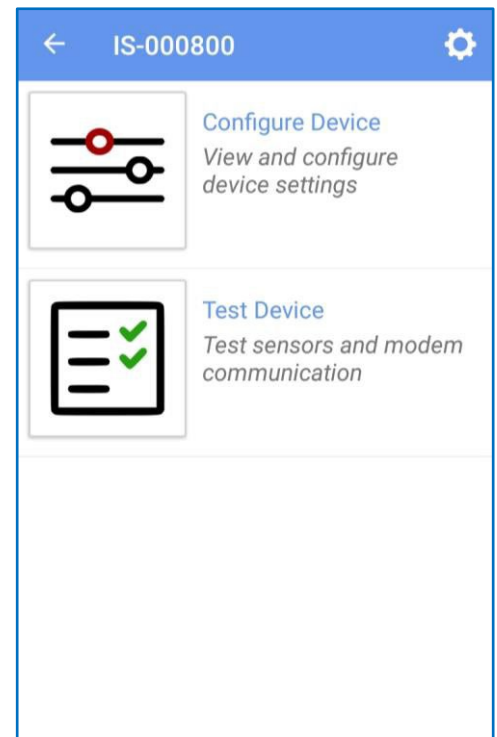 IS-000800
Configure Device
View and configure
device settings
Test Device
Test sensors and modem
communication